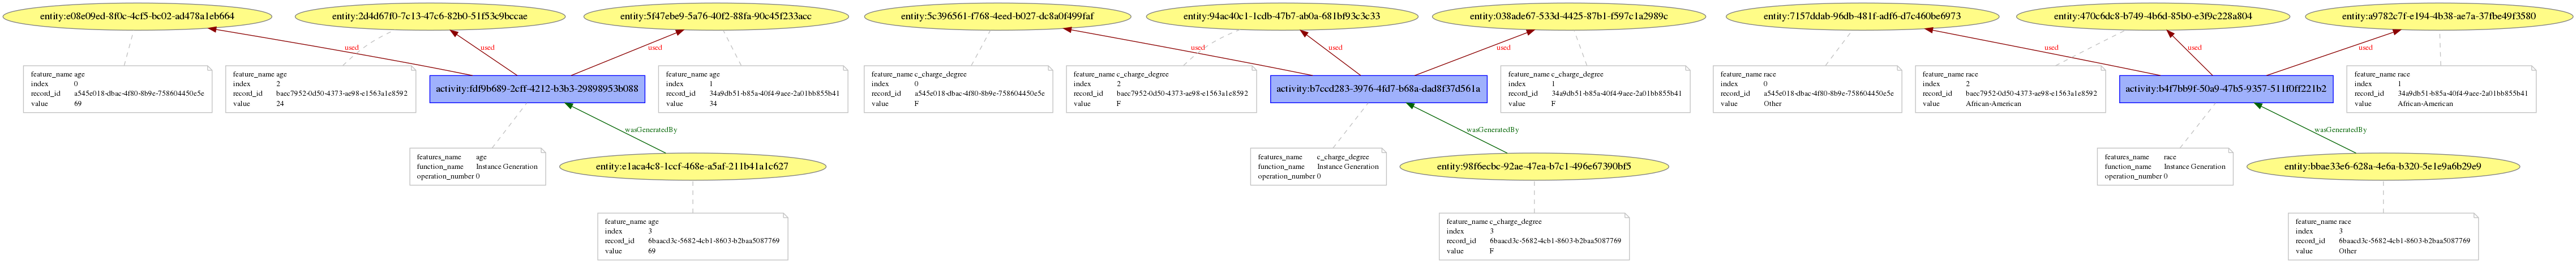 entity:e08e09ed-8f0c-4cf5-bc02-ad478a1eb664
entity:2d4d67f0-7c13-47c6-82b0-51f53c9bccae
entity:5f47ebe9-5a76-40f2-88fa-90c45f233acc
entity:5c396561-f768-4eed-b027-dc8a0f499faf
entity:94ac40c1-1cdb-47b7-ab0a-681bf93c3c33
entity:038ade67-533d-4425-87b1-f597c1a2989c
entity:7157ddab-96db-481f-adf6-d7c460be6973
entity:470c6dc8-b749-4b6d-85b0-e3f9c228a804
entity:a9782c7f-e194-4b38-ae7a-37fbe49f3580
used
used
used
used
used
used
used
used
used
feature_name age
index 0
record_id a545e018-dbac-4f80-8b9e-758604450e5e
value 69
feature_name age
index 2
record_id baec7952-0d50-4373-ae98-e1563a1e8592
value 24
activity:fdf9b689-2cff-4212-b3b3-29898953b088
feature_name age
index 1
record_id 34a9db51-b85a-40f4-9aee-2a01bb855b41
value 34
feature_name c_charge_degree
index 0
record_id a545e018-dbac-4f80-8b9e-758604450e5e
value F
feature_name c_charge_degree
index 2
record_id baec7952-0d50-4373-ae98-e1563a1e8592
value F
activity:b7ccd283-3976-4fd7-b68a-dad8f37d561a
feature_name c_charge_degree
index 1
record_id 34a9db51-b85a-40f4-9aee-2a01bb855b41
value F
feature_name race
index 0
record_id a545e018-dbac-4f80-8b9e-758604450e5e
value Other
feature_name race
index 2
record_id baec7952-0d50-4373-ae98-e1563a1e8592
value African-American
activity:b4f7bb9f-50a9-47b5-9357-511f0ff221b2
feature_name race
index 1
record_id 34a9db51-b85a-40f4-9aee-2a01bb855b41
value African-American
wasGeneratedBy
wasGeneratedBy
wasGeneratedBy
features_name age
function_name Instance Generation
operation_number 0
entity:e1aca4c8-1ccf-468e-a5af-211b41a1c627
features_name c_charge_degree
function_name Instance Generation
operation_number 0
entity:98f6ecbc-92ae-47ea-b7c1-496e67390bf5
features_name race
function_name Instance Generation
operation_number 0
entity:bbae33e6-628a-4e6a-b320-5e1e9a6b29e9
feature_name age
index 3
record_id 6baacd3c-5682-4cb1-8603-b2baa5087769
value 69
feature_name c_charge_degree
index 3
record_id 6baacd3c-5682-4cb1-8603-b2baa5087769
value F
feature_name race
index 3
record_id 6baacd3c-5682-4cb1-8603-b2baa5087769
value Other